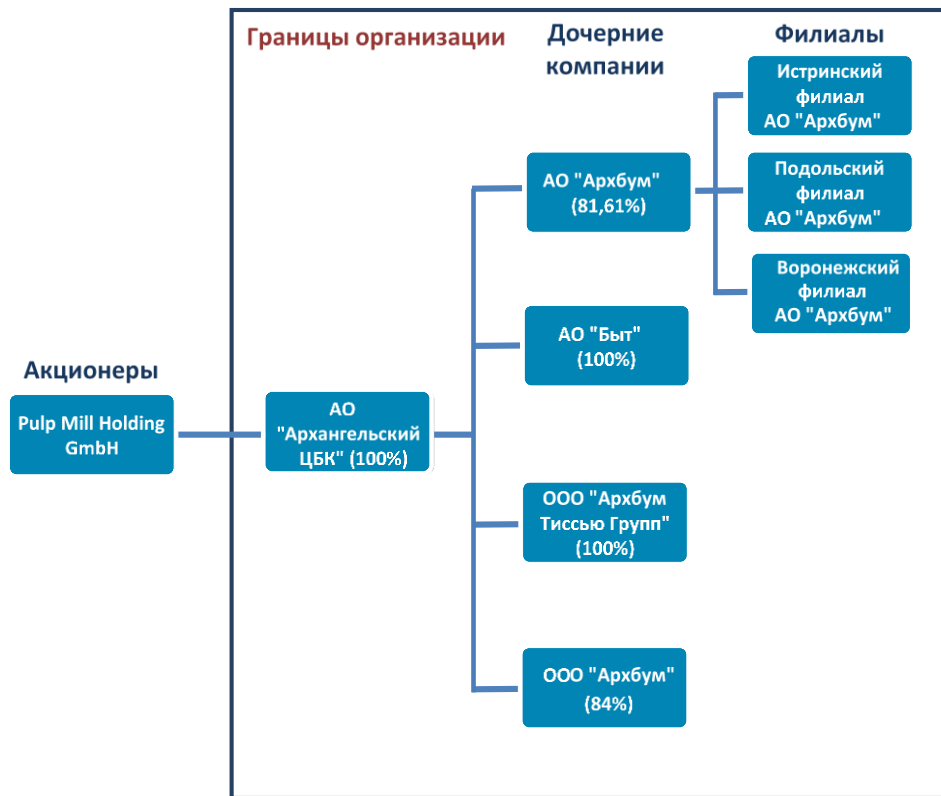 Границы организации
Дочерние
компании
Филиалы
Истринский
филиал
АО "Архбум"
АО "Архбум"
(81,61%)
Подольский
филиал
АО "Архбум"
Воронежский
филиал
АО "Архбум"
АО "Быт"
(100%)
Акционеры
Pulp Mill Holding
GmbH
АО
"Архангельский
ЦБК" (100%)
ООО "Архбум
Тиссью Групп"
(100%)
ООО "Архбум"
(84%)